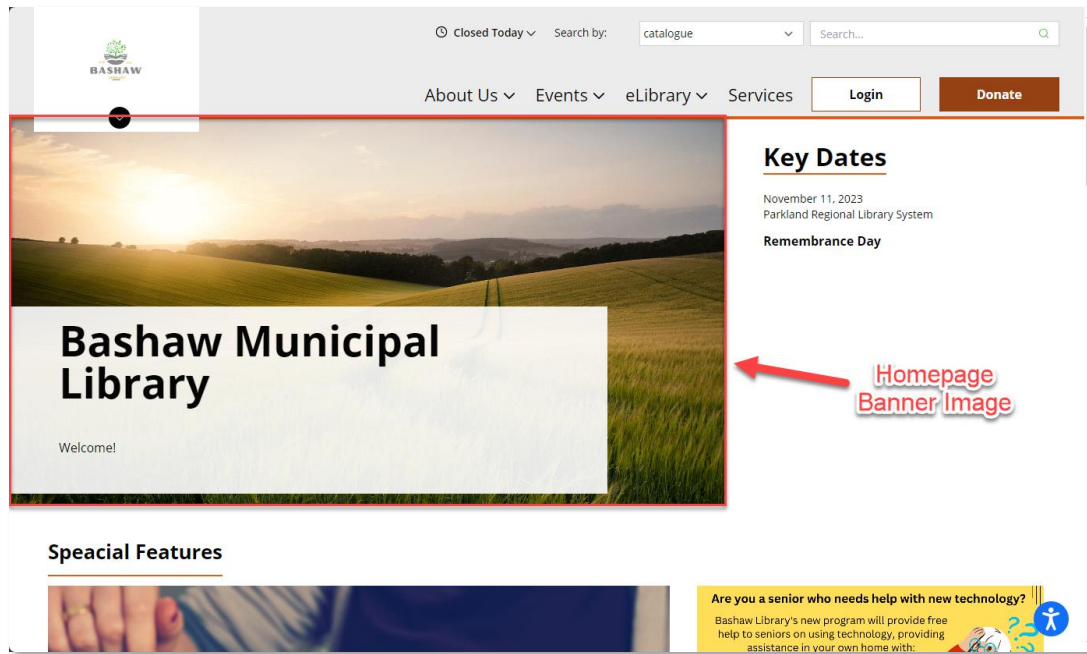 Closed Today
Search by:
catalogue
Search...
BASHAW
About Us
Events
eLibrary
Services
Login
Donate
Key Dates
November 11, 2023
Parkland Regional Library System
Remembrance Day
Bashaw Municipal
Library
Welcome!
Homepage
Banner Image
Speacial Features
Are you a senior who needs help with new technology?
Bashaw Library's new program will provide free
help to seniors on using technology, providing
assistance in your own home with: